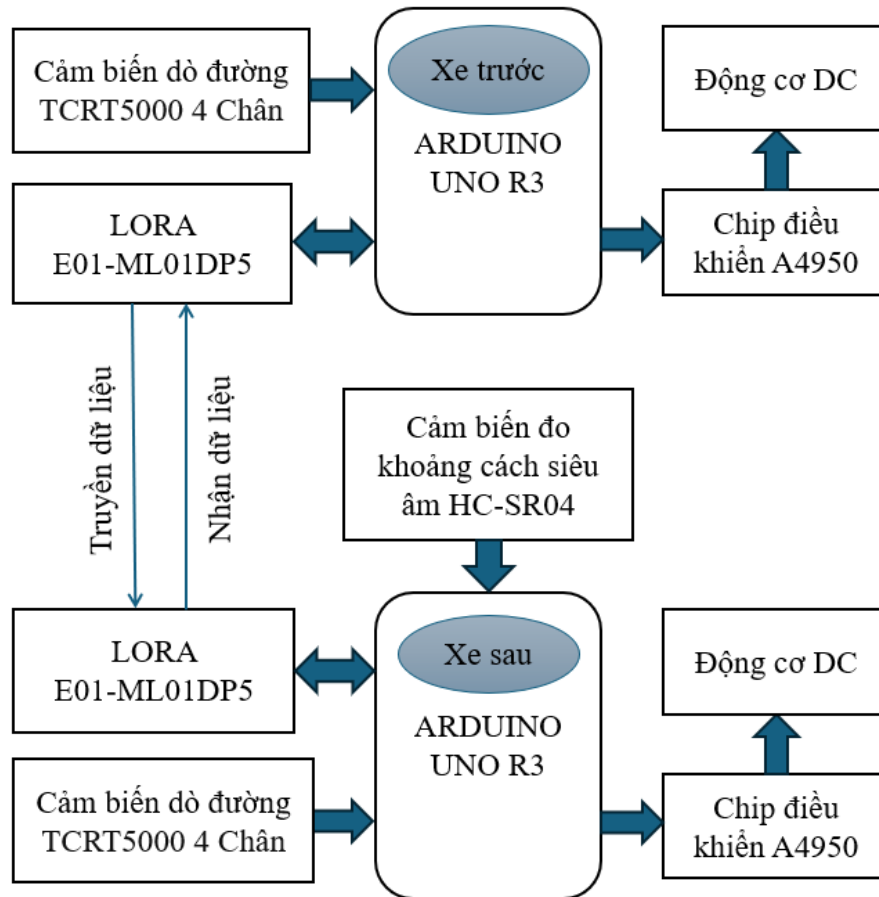 Cảm biến dò đường
TCRT5000 4 Chân
Xe trước
ARDUINO
UNO R3
Động cơ DC
LORA
E01-ML01DP5
Chip điều
khiển A4950
Truyền dữ liệu
Nhận dữ liệu
Cảm biến đo
khoảng cách siêu
âm HC-SR04
LORA
E01-ML01DP5
Xe sau
ARDUINO
UNO R3
Động cơ DC
Cảm biến dò đường
TCRT5000 4 Chân
Chip điều
khiển A4950